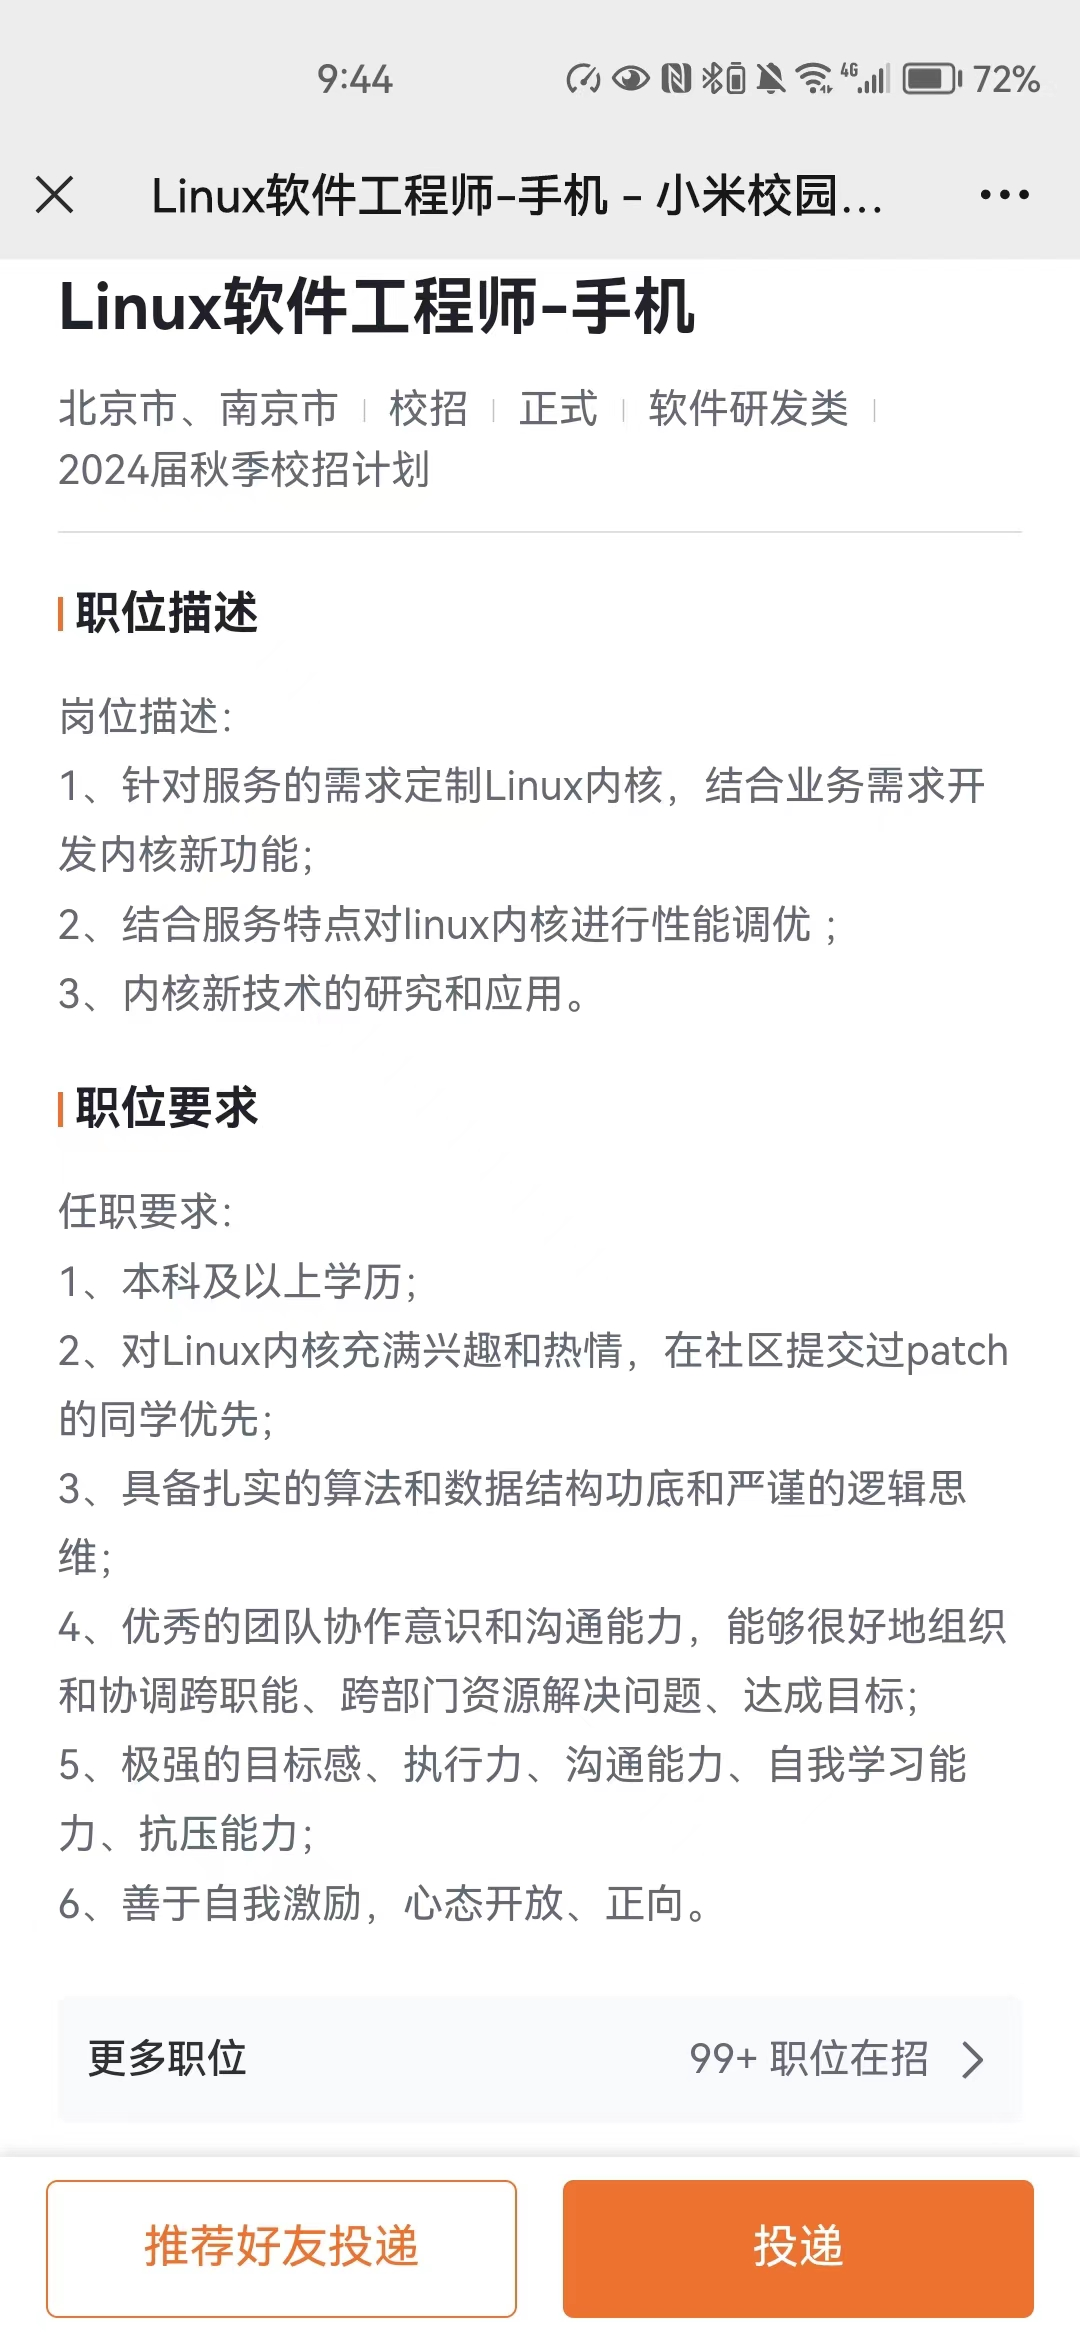 9:44
4G
72%
Linux软件工程师-手机 - 小米校园...
Linux软件工程师-手机
北京市、南京市 | 校招 | 正式 | 软件研发类 |
2024届秋季校招计划
职位描述
岗位描述:
1、针对服务的需求定制Linux内核，结合业务需求开
发内核新功能;
2、结合服务特点对linux内核进行性能调优 ;
3、内核新技术的研究和应用。
职位要求
任职要求:
1、本科及以上学历;
2、对Linux内核充满兴趣和热情，在社区提交过patch
的同学优先;
3、具备扎实的算法和数据结构功底和严谨的逻辑思
维;
4、优秀的团队协作意识和沟通能力，能够很好地组织
和协调跨职能、跨部门资源解决问题、达成目标;
5、极强的目标感、执行力、沟通能力、自我学习能
力、抗压能力;
6、善于自我激励，心态开放、正向。
更多职位 99+ 职位在招
推荐好友投递 投递